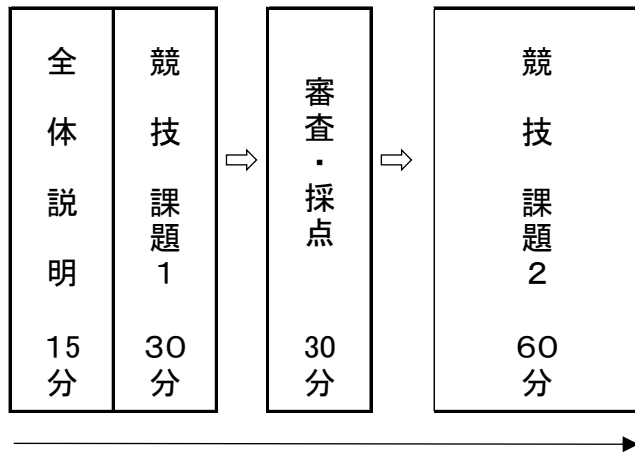 全体説明
15分
競技課題1
30分
⇨
審査・採点
30分
⇨
競技課題2
60分